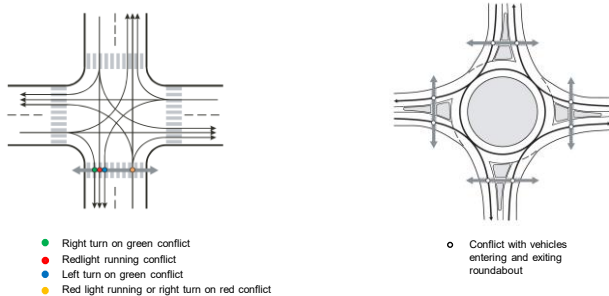 Right turn on green conflict
Redlight running conflict
Left turn on green conflict
Red light running or right turn on red conflict
Conflict with vehicles
entering and exiting
roundabout